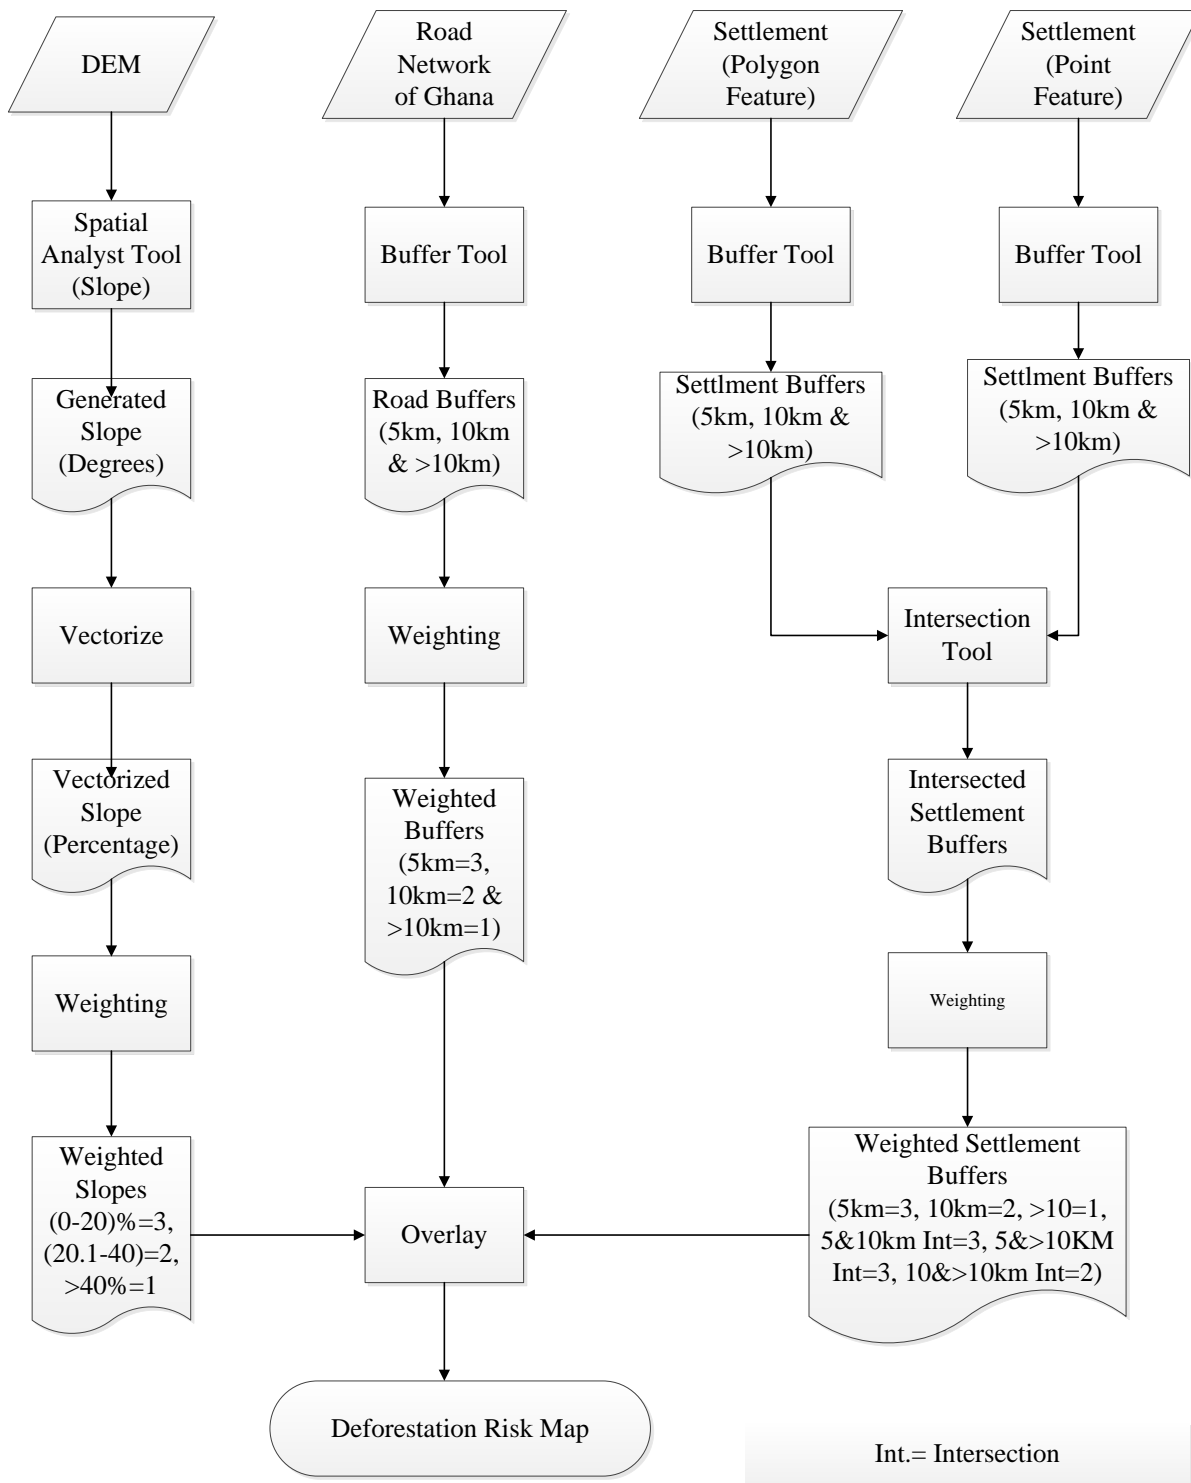 DEM
Road
Network
of Ghana
Settlement
(Polygon
Feature)
Settlement
(Point
Feature)
Spatial
Analyst Tool
(Slope)
Buffer Tool
Buffer Tool
Buffer Tool
Generated
Slope
(Degrees)
Road Buffers
(5km, 10km
& >10km)
Settlment Buffers
(5km, 10km &
>10km)
Settlment Buffers
(5km, 10km &
>10km)
Vectorize
Weighting
Intersection
Tool
Vectorized
Slope
(Percentage)
Weighted
Buffers
(5km=3,
10km=2 &
>10km=1)
Intersected
Settlement
Buffers
Weighting
Weighting
Weighted
Slopes
(0-20)%=3,
(20.1-40)=2,
>40%=1
Overlay
Weighted Settlement
Buffers
(5km=3, 10km=2, >10=1,
5&10km Int=3, 5&>10KM
Int=3, 10&>10km Int=2)
Deforestation Risk Map
Int.= Intersection